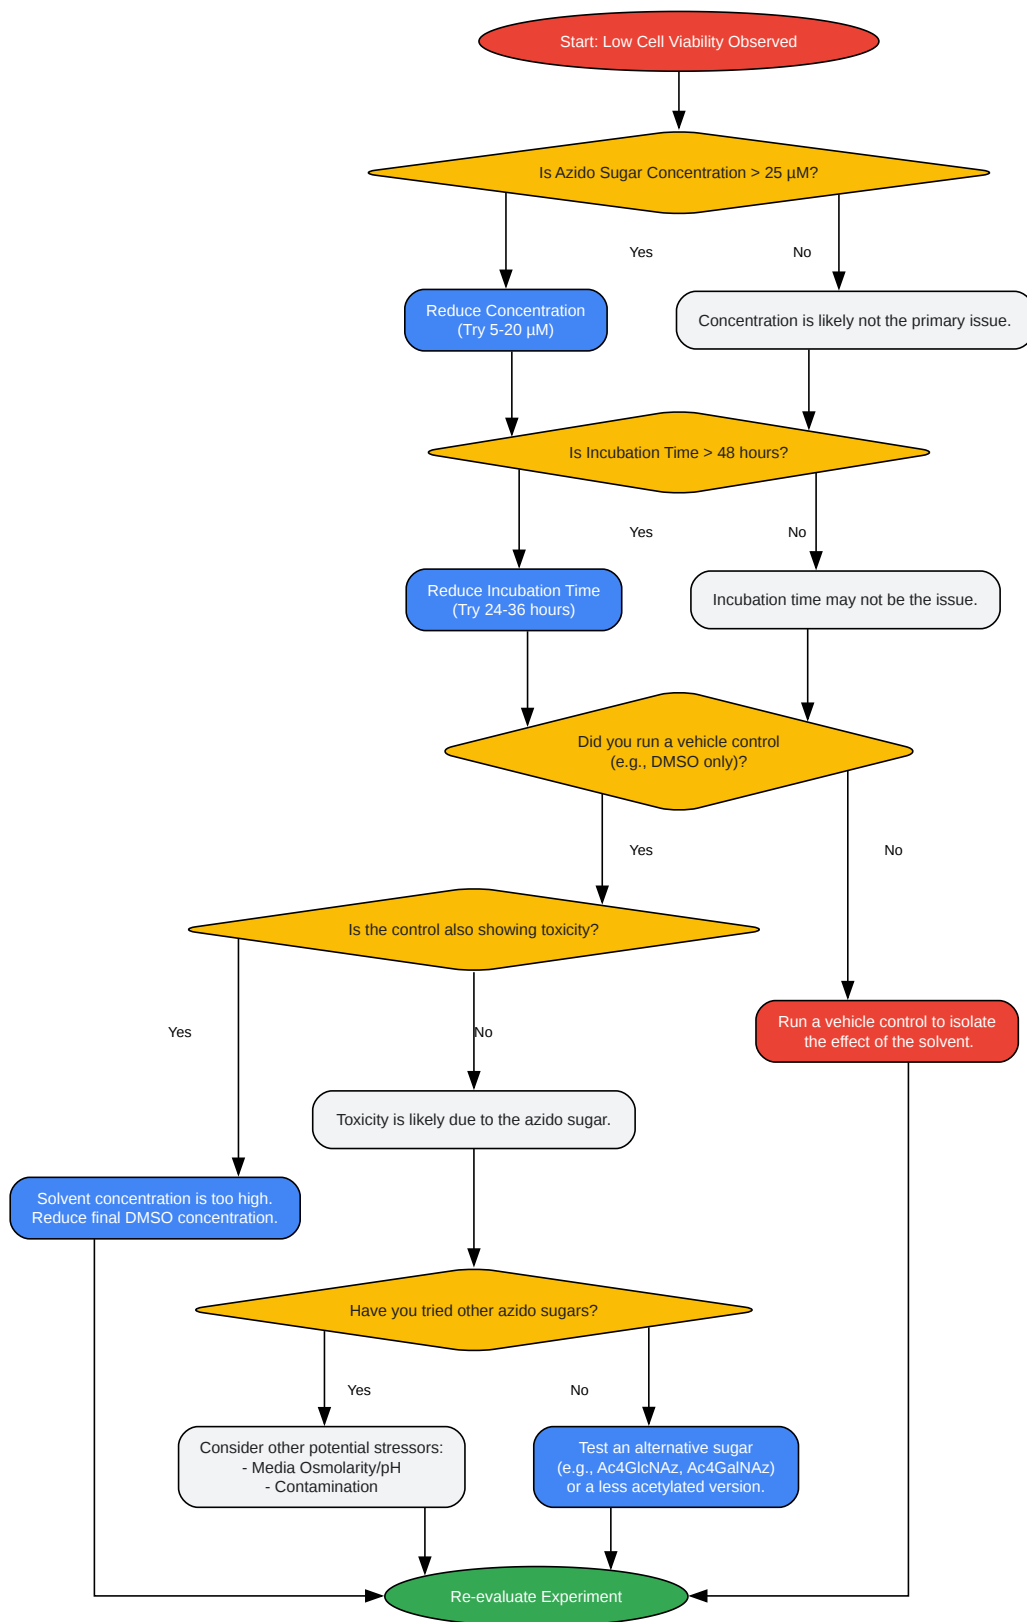 Start: Low Cell Viability Observed
Is Azido Sugar Concentration > 25 µM?
Yes
No
Reduce Concentration
(Try 5-20 µM)
Concentration is likely not the primary issue.
Is Incubation Time > 48 hours?
Yes
No
Reduce Incubation Time
(Try 24-36 hours)
Incubation time may not be the issue.
Did you run a vehicle control
(e.g., DMSO only)?
Yes
No
Is the control also showing toxicity?
Yes
No
Run a vehicle control to isolate
the effect of the solvent.
Toxicity is likely due to the azido sugar.
Solvent concentration is too high.
Reduce final DMSO concentration.
Have you tried other azido sugars?
Yes
No
Consider other potential stressors:
- Media Osmolarity/pH
- Contamination
Test an alternative sugar
(e.g., Ac4GlcNAz, Ac4GalNAz)
or a less acetylated version.
Re-evaluate Experiment